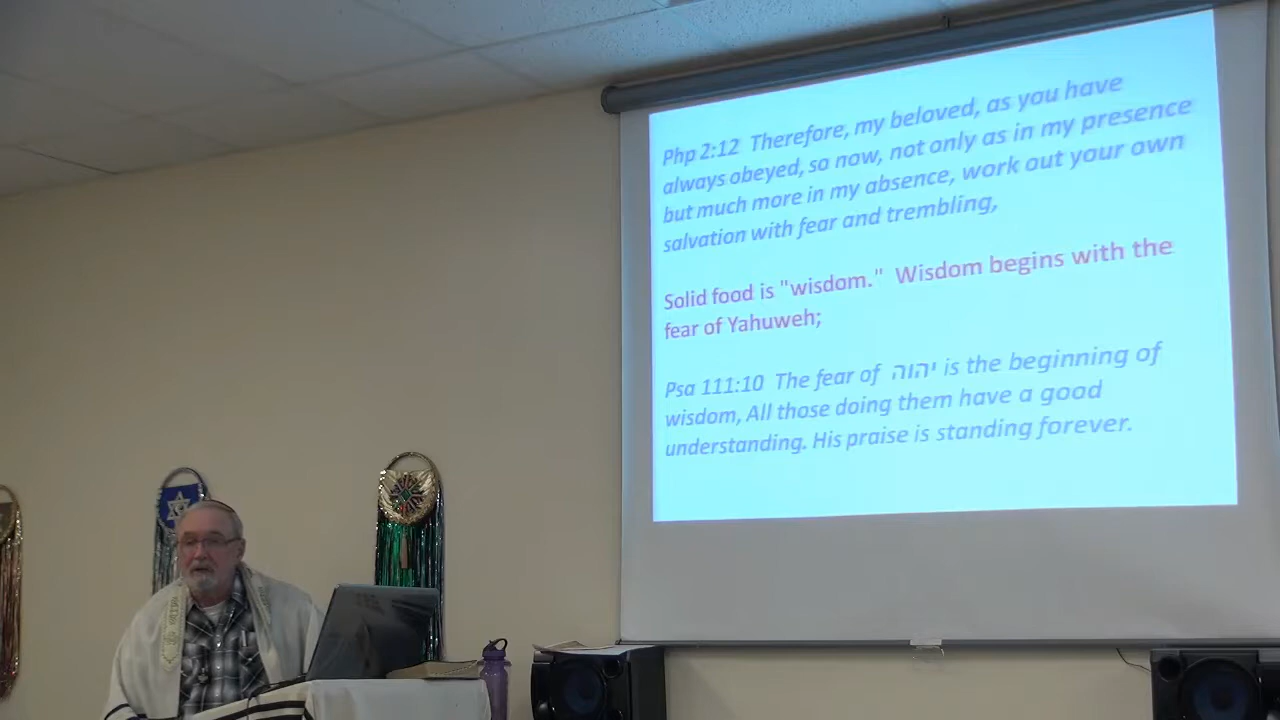 Php 2:12 Therefore, my beloved, as you have
always obeyed, so now, not only as in my presence
but much more in my absence, work out your own
salvation with fear and trembling,
Solid food is "wisdom." Wisdom begins with the
fear of Yahuweh;
Psa 111:10 The fear of יהוה is the beginning of
wisdom, All those doing them have a good
understanding. His praise is standing forever.